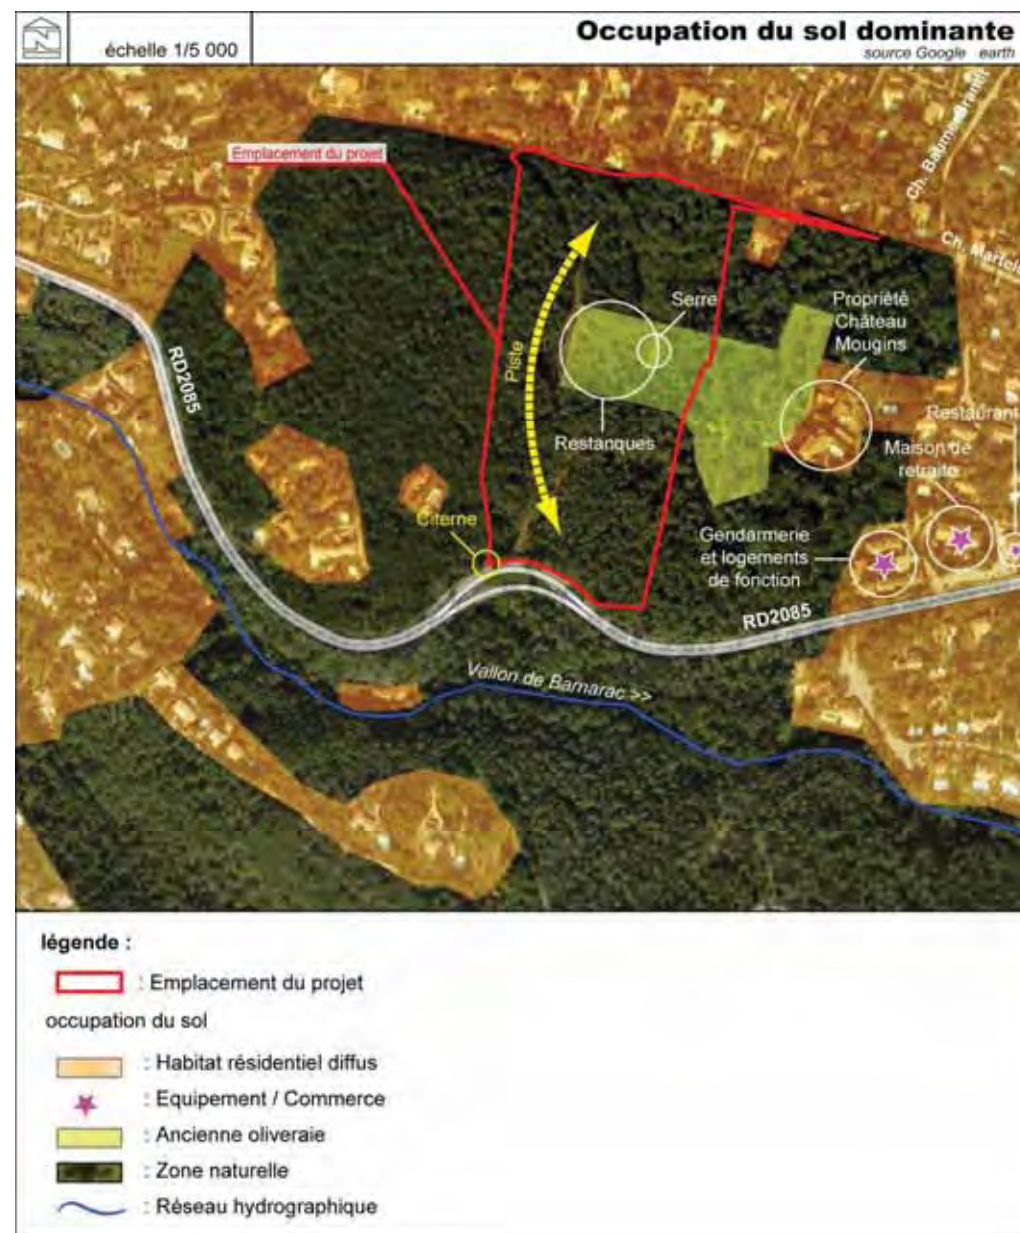 échelle 1/5 000
Occupation du sol dominante
source Google earth
Emplacement du projet
Ch. Martel
RD2085
Piste
Serre
Propriété
Château
Mougins
Restanques
Restaurant
Maison de
retraite
Citerne
Gendarmerie
et logements
de fonction
RD2085
Vallon de Barnarac >>
légende :
: Emplacement du projet
occupation du sol
: Habitat résidentiel diffus
: Equipement / Commerce
: Ancienne oliveraie
: Zone naturelle
: Réseau hydrographique